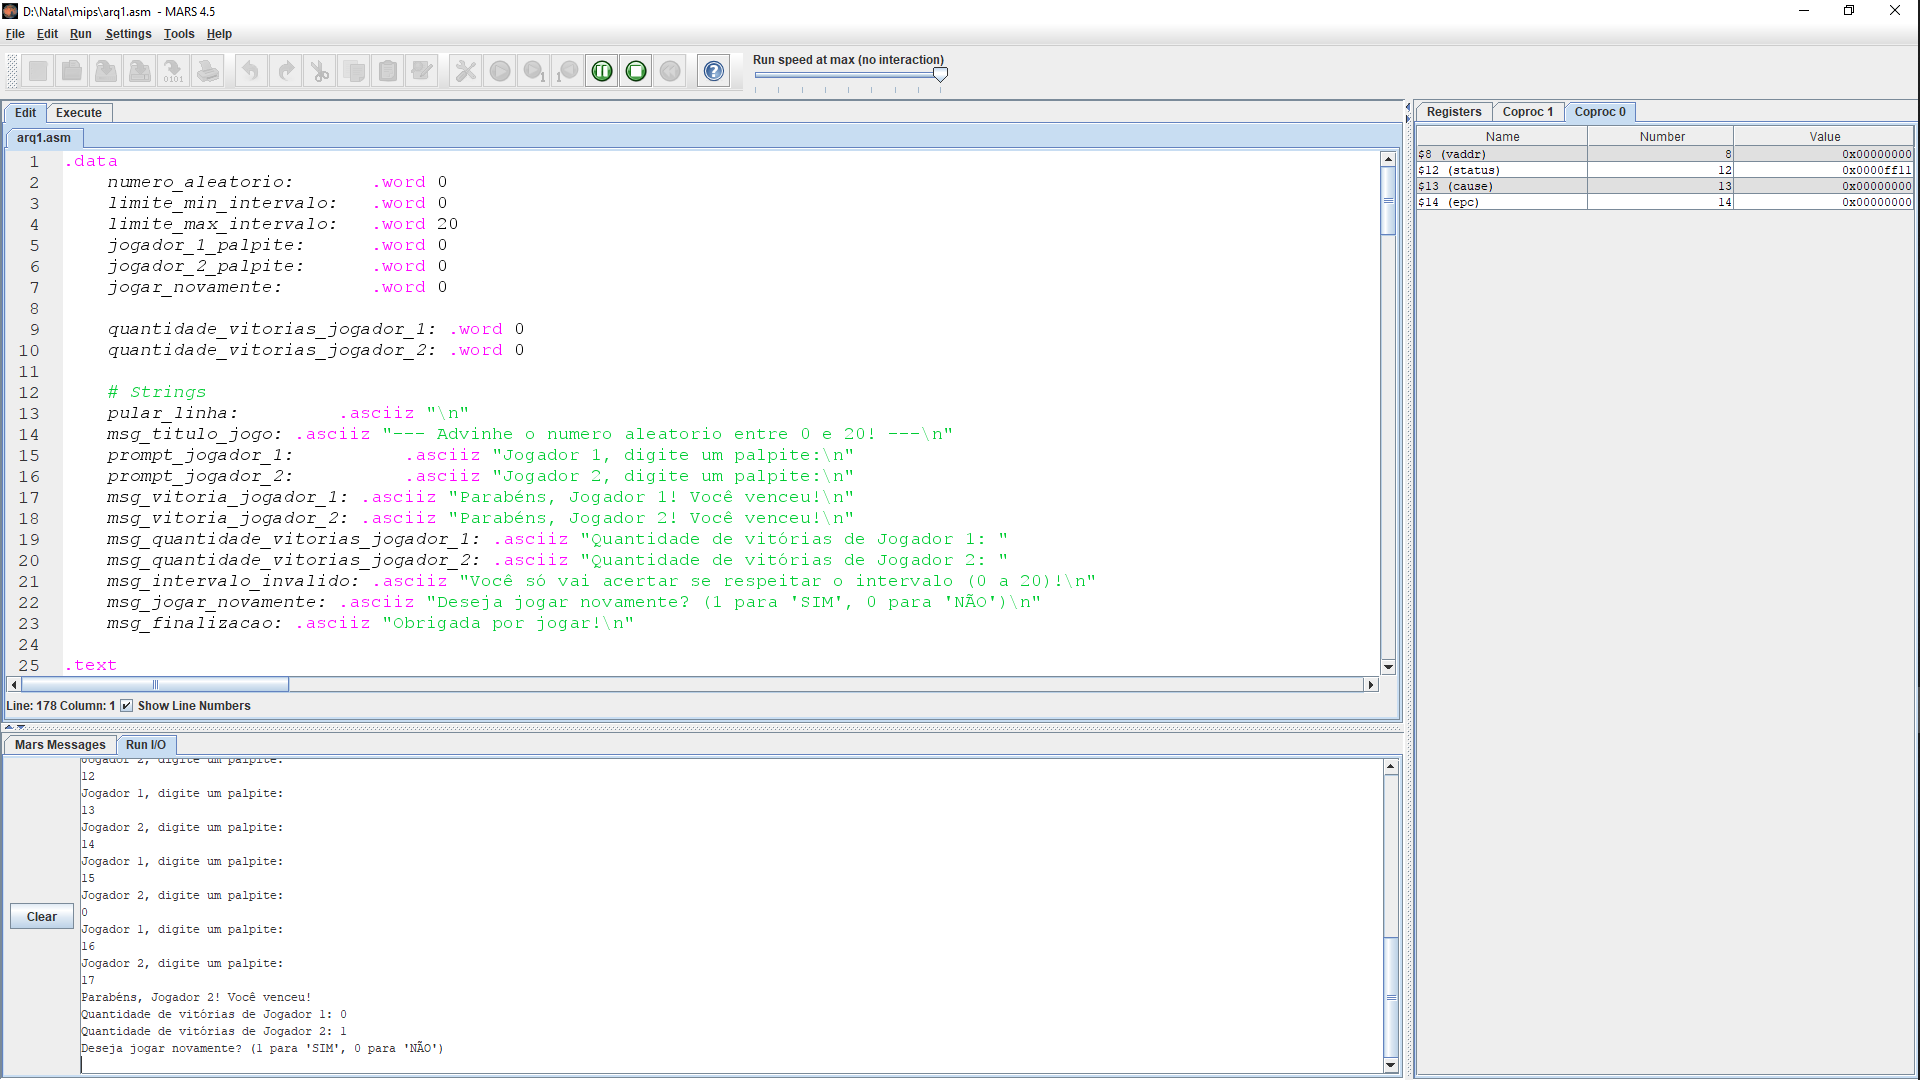 D:\Natal\mips\arq1.asm - MARS 4.5
File Edit Run Settings Tools Help
Run speed at max (no interaction)
Edit Execute
arq1.asm
1 .data
2 numero_aleatorio: .word 0
3 limite_min_intervalo: .word 0
4 limite_max_intervalo: .word 20
5 jogador_1_palpite: .word 0
6 jogador_2_palpite: .word 0
7 jogar_novamente: .word 0
8
9 quantidade_vitorias_jogador_1: .word 0
10 quantidade_vitorias_jogador_2: .word 0
11
12 # Strings
13 pular_linha: .asciiz "\n"
14 msg_titulo_jogo: .asciiz "--- Advinhe o numero aleatorio entre 0 e 20! ---\n"
15 prompt_jogador_1: .asciiz "Jogador 1, digite um palpite:\n"
16 prompt_jogador_2: .asciiz "Jogador 2, digite um palpite:\n"
17 msg_vitoria_jogador_1: .asciiz "Parabéns, Jogador 1! Você venceu!\n"
18 msg_vitoria_jogador_2: .asciiz "Parabéns, Jogador 2! Você venceu!\n"
19 msg_quantidade_vitorias_jogador_1: .asciiz "Quantidade de vitórias de Jogador 1: "
20 msg_quantidade_vitorias_jogador_2: .asciiz "Quantidade de vitórias de Jogador 2: "
21 msg_intervalo_invalido: .asciiz "Você só vai acertar se respeitar o intervalo (0 a 20)!\n"
22 msg_jogar_novamente: .asciiz "Deseja jogar novamente? (1 para 'SIM', 0 para 'NÃO')\n"
23 msg_finalizacao: .asciiz "Obrigada por jogar!\n"
24
25 .text
Line: 178 Column: 1 Show Line Numbers
Mars Messages Run I/O
Clear
Jogador 2, digite um palpite:
12
Jogador 1, digite um palpite:
13
Jogador 2, digite um palpite:
14
Jogador 1, digite um palpite:
15
Jogador 2, digite um palpite:
0
Jogador 1, digite um palpite:
16
Jogador 2, digite um palpite:
17
Parabéns, Jogador 2! Você venceu!
Quantidade de vitórias de Jogador 1: 0
Quantidade de vitórias de Jogador 2: 1
Deseja jogar novamente? (1 para 'SIM', 0 para 'NÃO')
Registers Coproc 1 Coproc 0
Name Number Value
$8 (vaddr) 8 0x00000000
$12 (status) 12 0x0000ff11
$13 (cause) 13 0x00000000
$14 (epc) 14 0x00000000